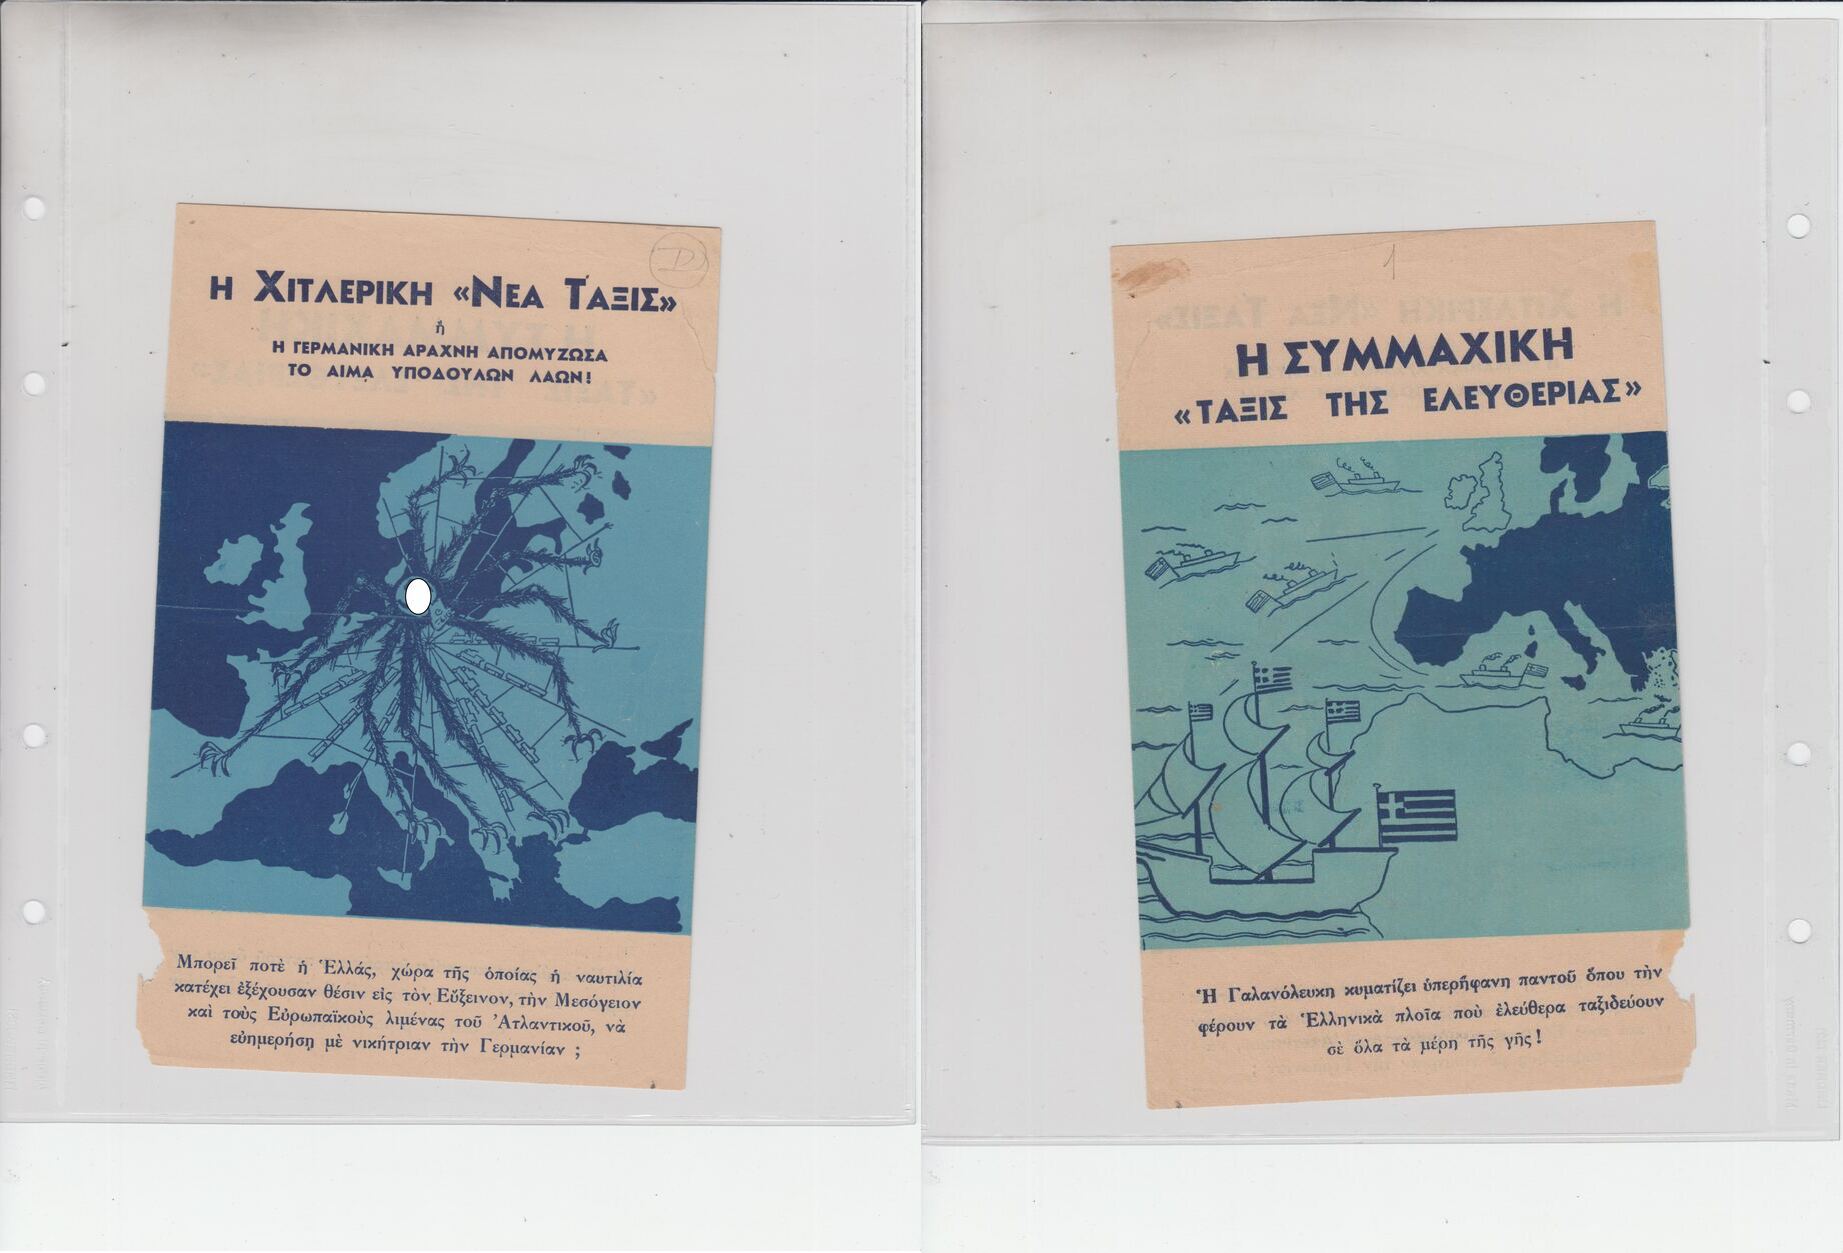 Η ΧΙΤΛΕΡΙΚΗ «ΝΕΑ ΤΑΞΙΣ»
ἢ
Η ΓΕΡΜΑΝΙΚΗ ΑΡΑΧΝΗ ΑΠΟΜΥΖΩΣΑ
ΤΟ ΑΙΜΑ ΥΠΟΔΟΥΛΩΝ ΛΑΩΝ!
D
Μπορεῖ ποτὲ ἡ Ἑλλάς, χώρα τῆς ὁποίας ἡ ναυτιλία
κατέχει ἐξέχουσαν θέσιν εἰς τὸν Εὔξεινον, τὴν Μεσόγειον
καὶ τοὺς Εὐρωπαϊκοὺς λιμένας τοῦ Ἀτλαντικοῦ, νὰ
εὐημερήσῃ μὲ νικήτριαν τὴν Γερμανίαν ;
1
Η ΣΥΜΜΑΧΙΚΗ
«ΤΑΞΙΣ ΤΗΣ ΕΛΕΥΘΕΡΙΑΣ»
Ἡ Γαλανόλευκη κυματίζει ὑπερήφανη παντοῦ ὅπου τὴν
φέρουν τὰ Ἑλληνικὰ πλοῖα ποὺ ἐλεύθερα ταξιδεύουν
σὲ ὅλα τὰ μέρη τῆς γῆς!